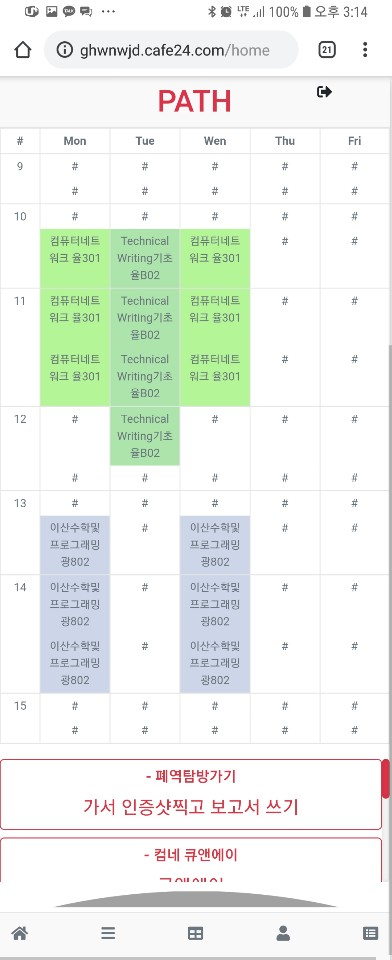 LTE 100% 오후 3:14
ghwnwjd.cafe24.com/home 21
PATH
# Mon Tue Wed Thu Fri
9 # # # # #
# # # # #
10 # # # # #
컴퓨터네트 Technical 컴퓨터네트 # #
워크 율301 Writing기초 워크 율301
율B02
11 컴퓨터네트 Technical 컴퓨터네트 # #
워크 율301 Writing기초 워크 율301
율B02
컴퓨터네트 Technical 컴퓨터네트 # #
워크 율301 Writing기초 워크 율301
율B02
12 # Technical # # #
Writing기초
율B02
# # # # #
13 # # # # #
이산수학및 # 이산수학및 # #
프로그래밍 프로그래밍
광802 광802
14 이산수학및 # 이산수학및 # #
프로그래밍 프로그래밍
광802 광802
이산수학및 # 이산수학및 # #
프로그래밍 프로그래밍
광802 광802
15 # # # # #
# # # # #
- 폐역탐방가기
가서 인증샷찍고 보고서 쓰기
- 컴네 큐앤에이